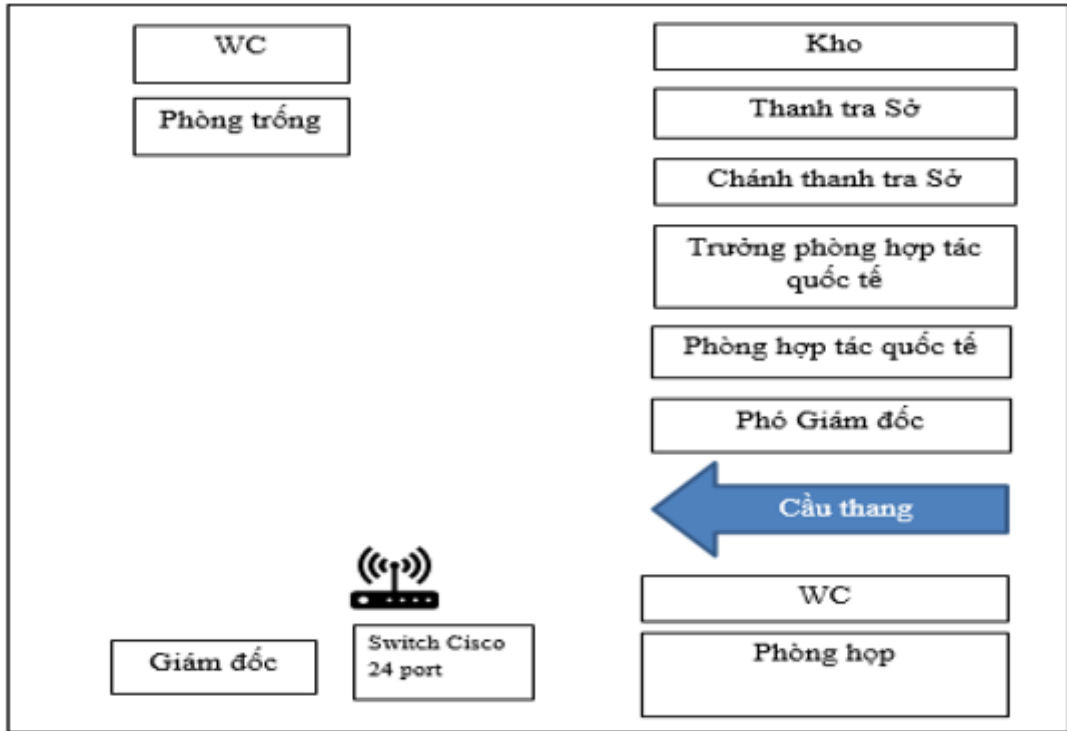 WC
Phòng trống
Kho
Thanh tra Sở
Chánh thanh tra Sở
Trưởng phòng hợp tác
quốc tế
Phòng hợp tác quốc tế
Phó Giám đốc
Cầu thang
WC
Phòng họp
Giám đốc
Switch Cisco
24 port